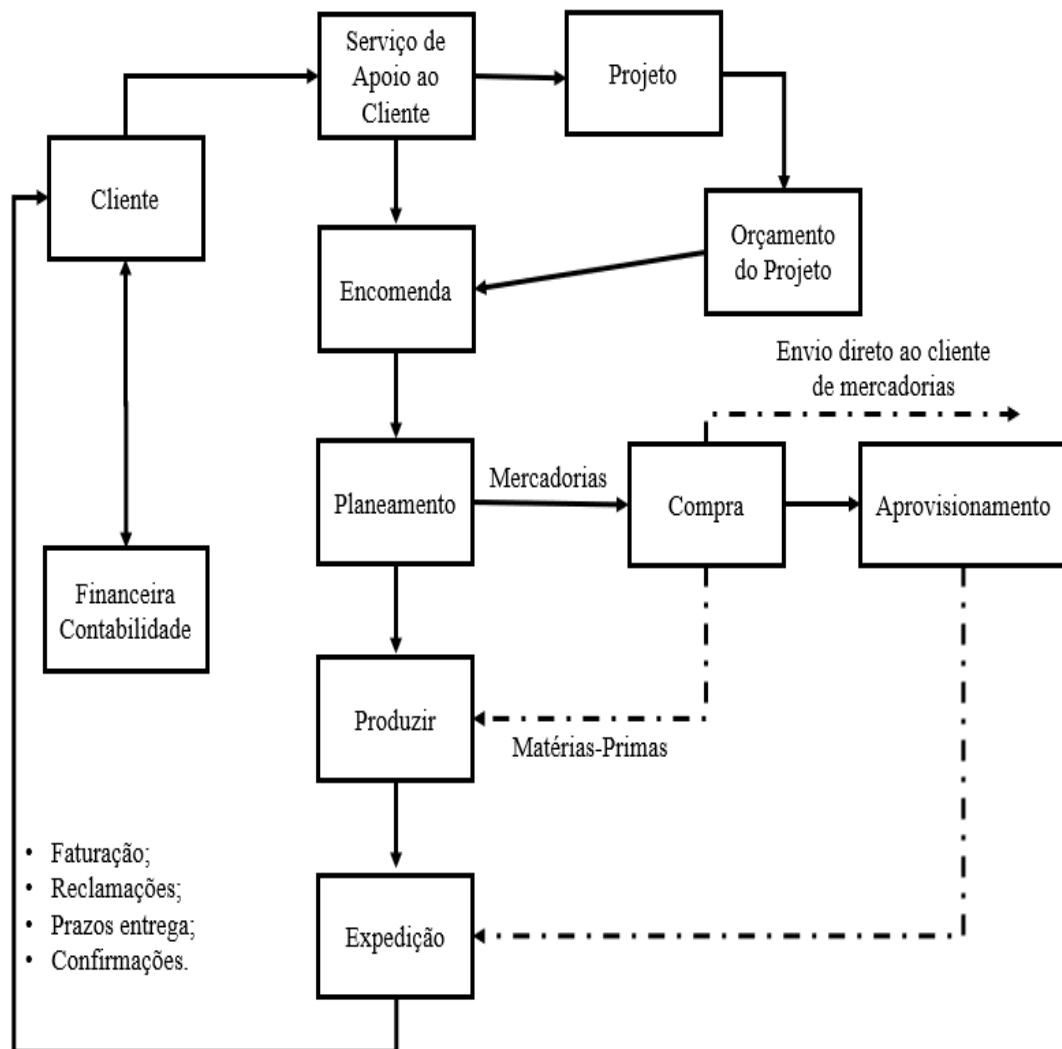 Serviço de
Apoio ao
Cliente
Projeto
Cliente
Orçamento
do Projeto
Encomenda
Envio direto ao cliente
de mercadorias
Mercadorias
Planeamento
Compra
Aprovisionamento
Financeira
Contabilidade
Produzir
Matérias-Primas
• Faturação;
• Reclamações;
• Prazos entrega;
• Confirmações.
Expedição